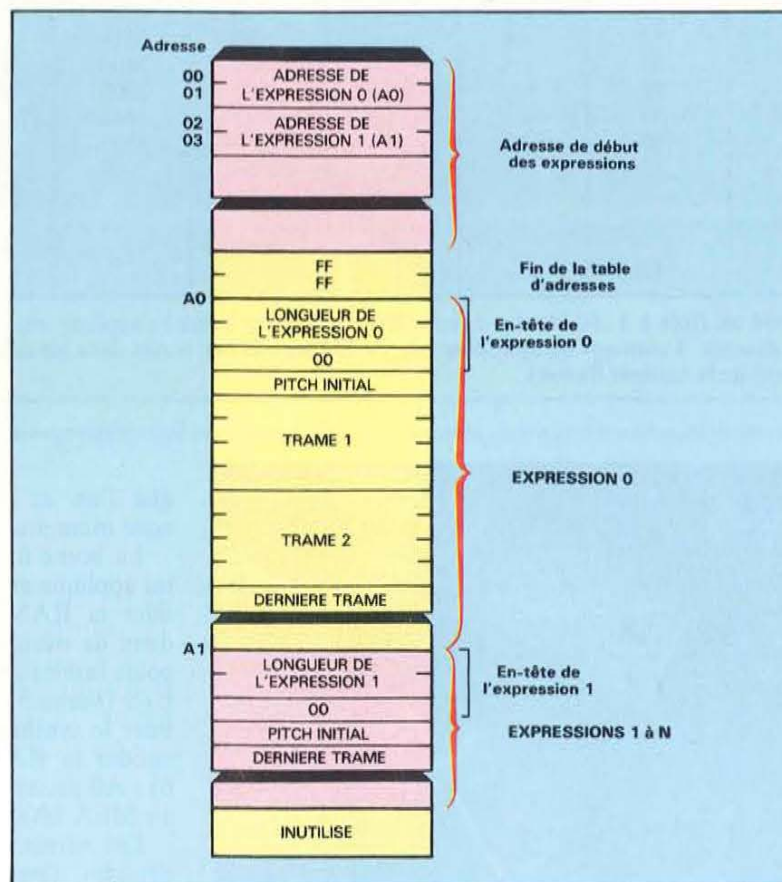 Adresse
00
01
ADRESSE DE
L'EXPRESSION 0 (A0)
02
03
ADRESSE DE
L'EXPRESSION 1 (A1)
Adresse de début
des expressions
FF
FF
Fin de la table
d'adresses
A0
LONGUEUR DE
L'EXPRESSION 0
00
En-tête de
l'expression 0
PITCH INITIAL
TRAME 1
EXPRESSION 0
TRAME 2
DERNIERE TRAME
A1
LONGUEUR DE
L'EXPRESSION 1
00
En-tête de
l'expression 1
PITCH INITIAL
EXPRESSIONS 1 à N
DERNIERE TRAME
INUTILISE